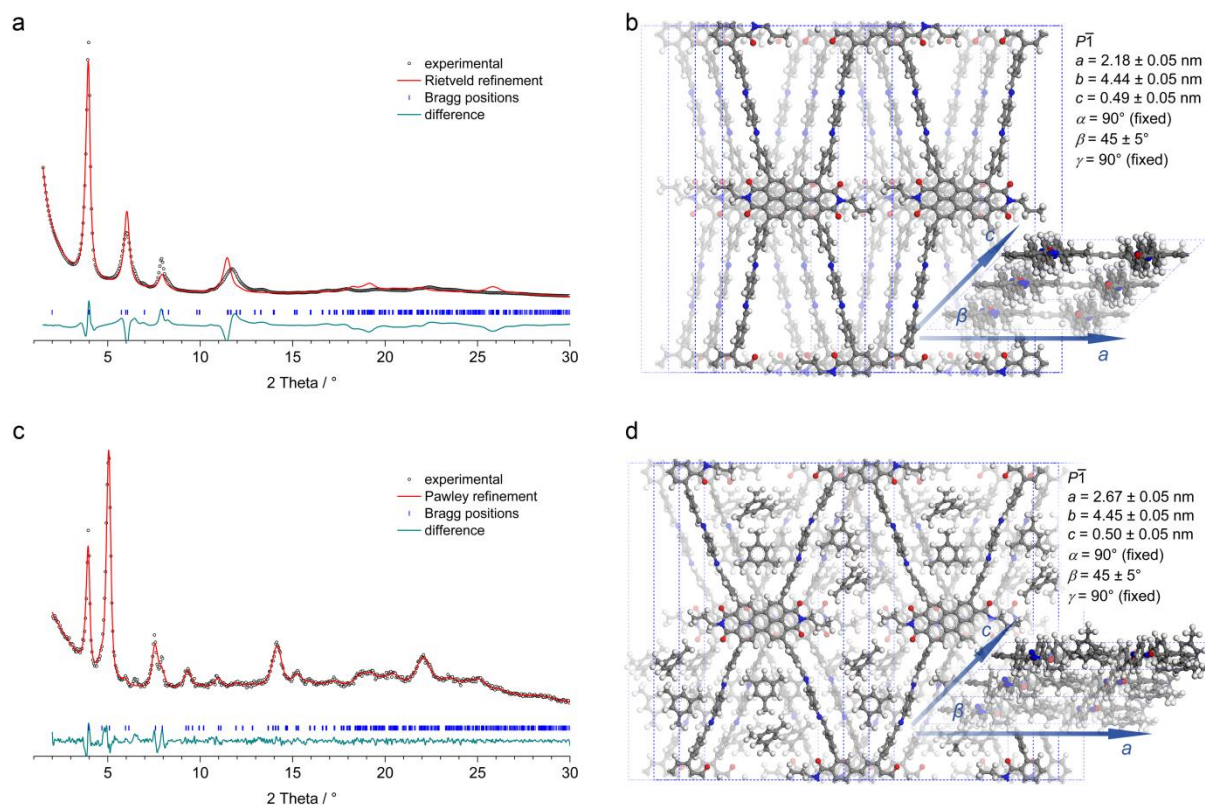 a
experimental
Rietveld refinement
Bragg positions
difference
5
10
15
20
25
30
2 Theta / °
b
P1̅
a = 2.18 ± 0.05 nm
b = 4.44 ± 0.05 nm
c = 0.49 ± 0.05 nm
α = 90° (fixed)
β = 45 ± 5°
γ = 90° (fixed)
c
β
a
c
experimental
Pawley refinement
Bragg positions
difference
5
10
15
20
25
30
2 Theta / °
d
P1̅
a = 2.67 ± 0.05 nm
b = 4.45 ± 0.05 nm
c = 0.50 ± 0.05 nm
α = 90° (fixed)
β = 45 ± 5°
γ = 90° (fixed)
c
β
a